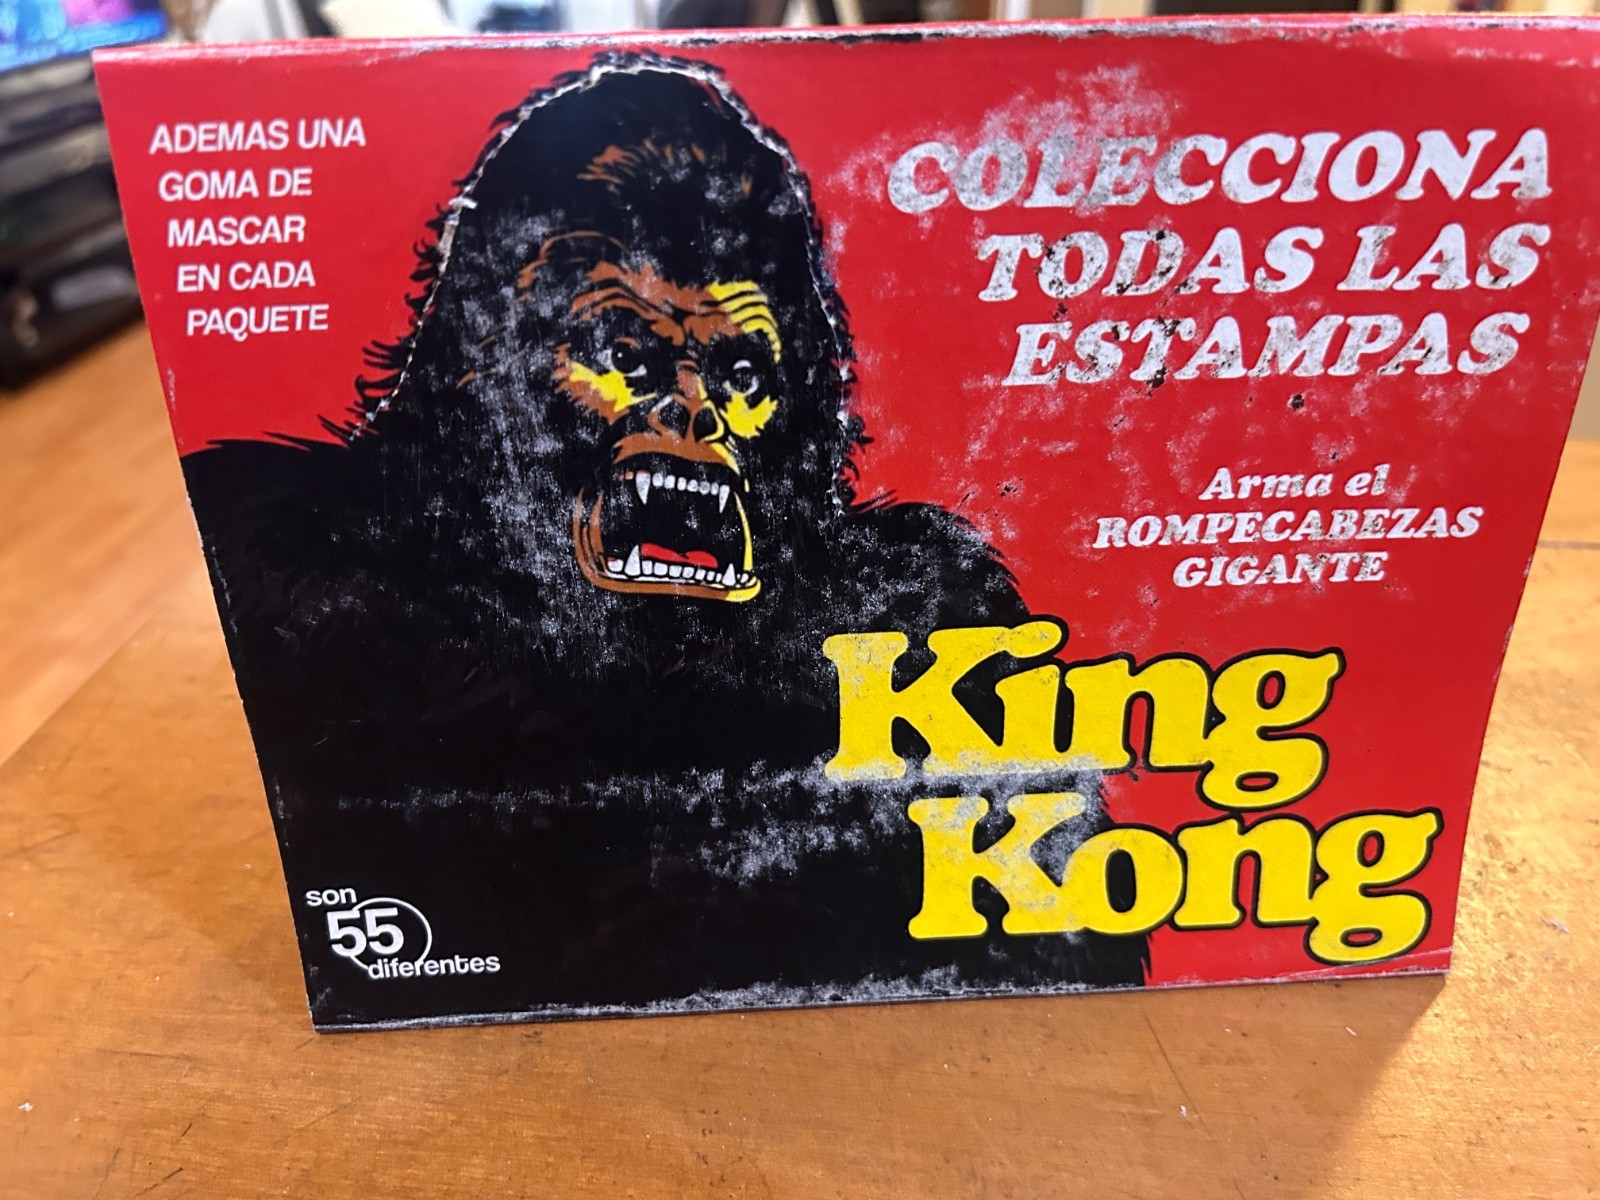 ADEMAS UNA
GOMA DE
MASCAR
EN CADA
PAQUETE
COLECCIONA
TODAS LAS
ESTAMPAS
Arma el
ROMPECABEZAS
GIGANTE
King
Kong
son
55
diferentes